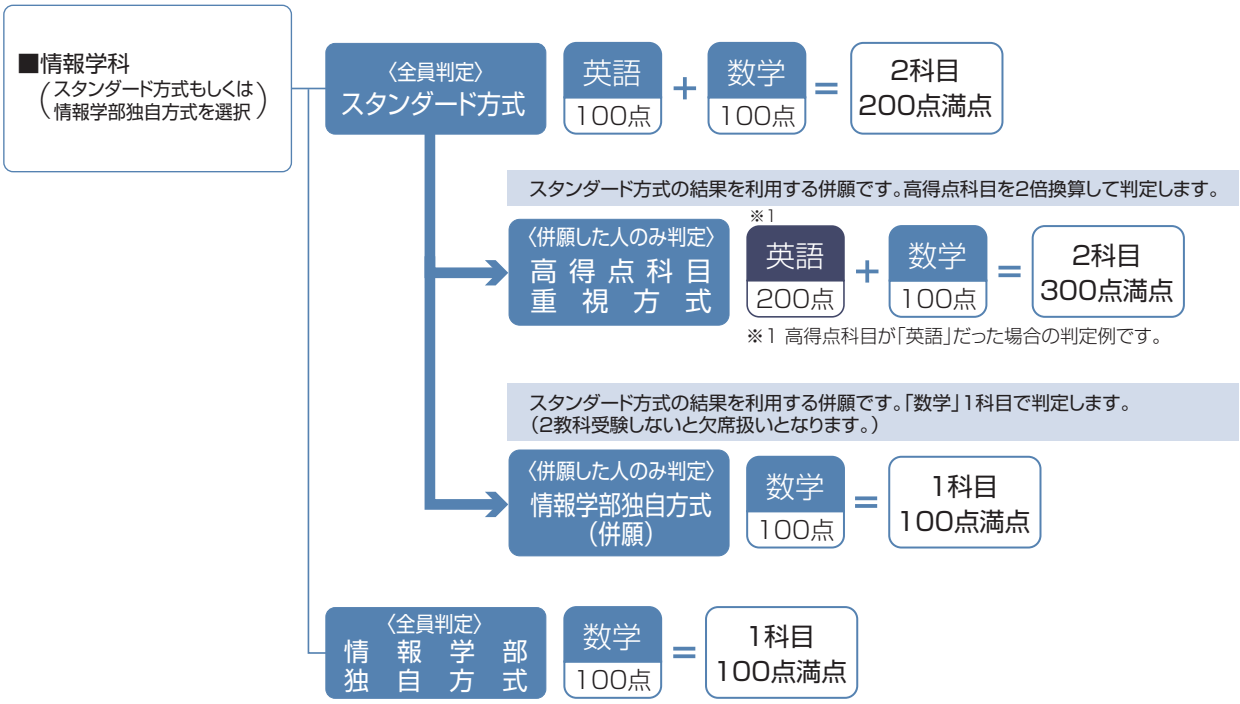 ■情報学科
(スタンダード方式もしくは
情報学部独自方式を選択)
〈全員判定〉
スタンダード方式
英語
100点
+
数学
100点
=
2科目
200点満点
スタンダード方式の結果を利用する併願です。高得点科目を2倍換算して判定します。
〈併願した人のみ判定〉
高得点科目
重視方式
※1
英語
200点
+
数学
100点
=
2科目
300点満点
※1 高得点科目が「英語」だった場合の判定例です。
スタンダード方式の結果を利用する併願です。「数学」1科目で判定します。
(2教科受験しないと欠席扱いとなります。)
〈併願した人のみ判定〉
情報学部独自方式
(併願)
数学
100点
=
1科目
100点満点
〈全員判定〉
情報学部
独自方式
数学
100点
=
1科目
100点満点